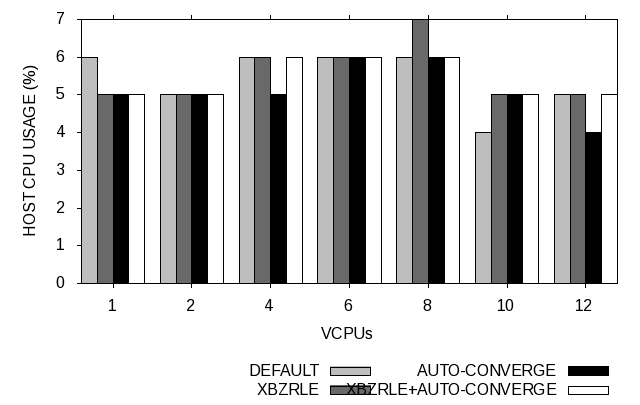 7
6
5
4
3
2
1
0
HOST CPU USAGE (%)
1 2 4 6 8 10 12
VCPUs
DEFAULT AUTO-CONVERGE
XBZRLE XBZRLE+AUTO-CONVERGE